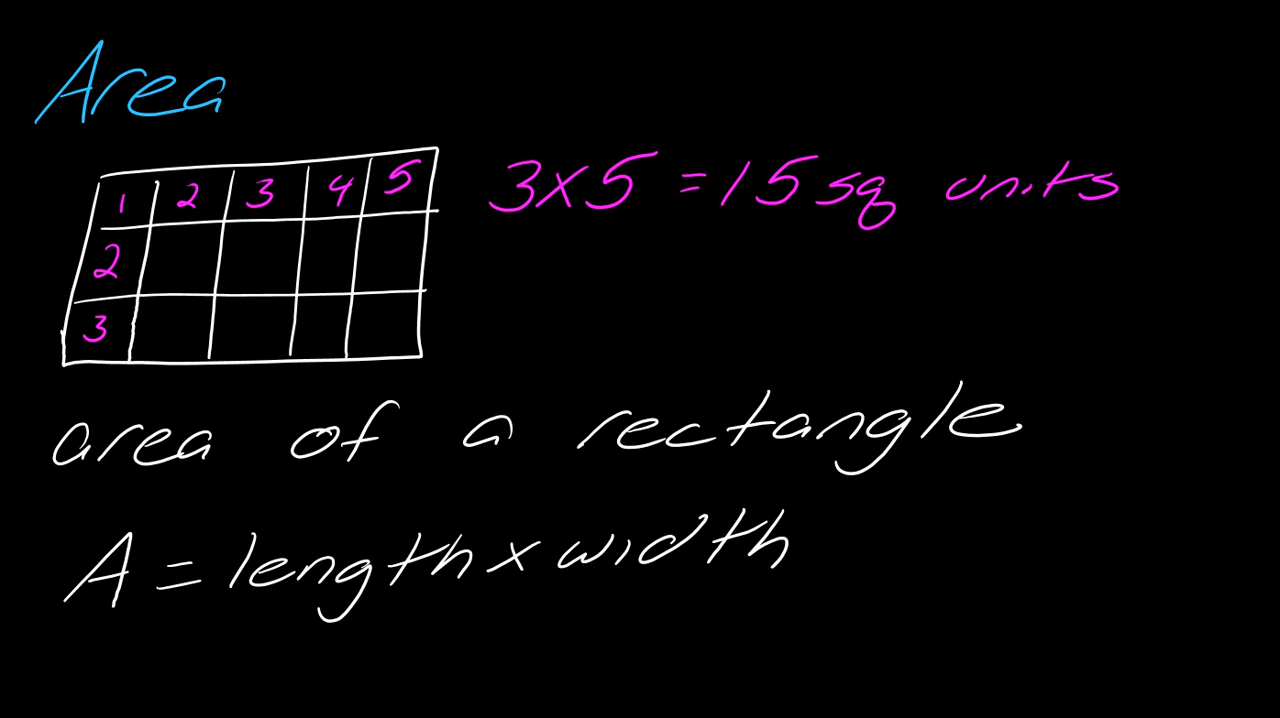 Area
1 2 3 4 5
3x5 = 15 sq units
2
3
area of a rectangle
A = length x width